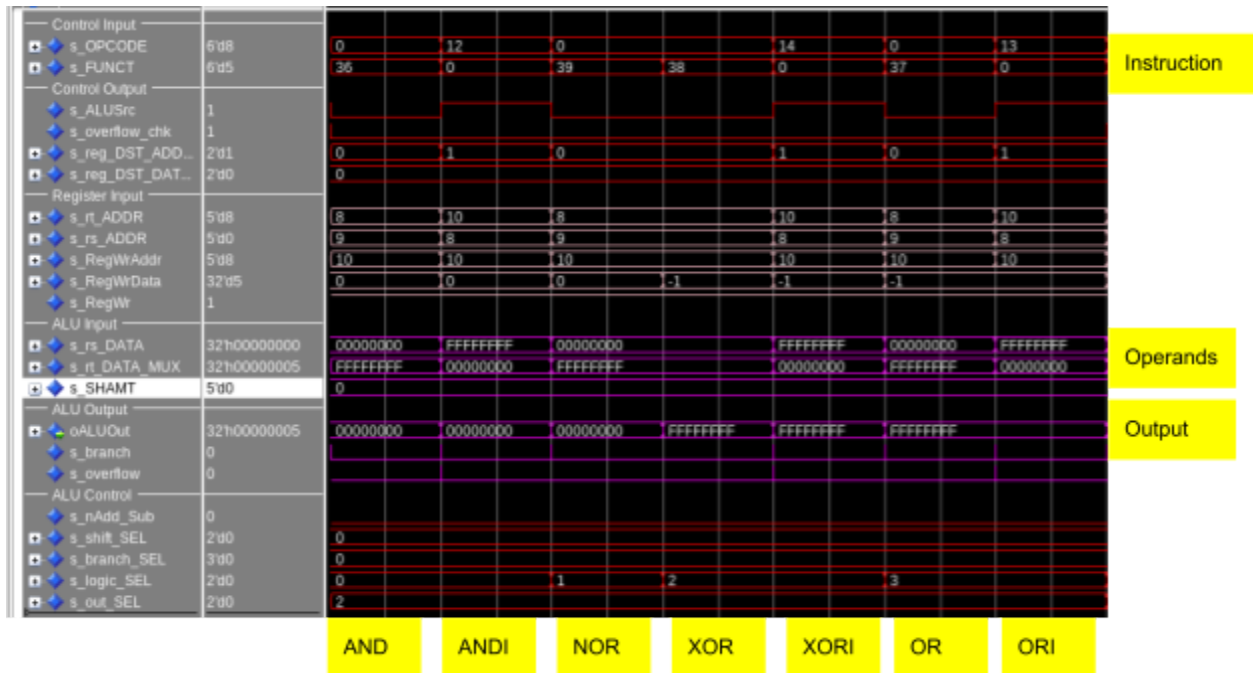 Control Input
s_OPCODE 6'd8 0 12 0 14 0 13
s_FUNCT 6'd5 36 0 39 38 0 37 0
Instruction
Control Output
s_ALUSrc 1
s_overflow_chk 1
s_reg_DST_ADD... 2'd1 0 1 0 1 0 1
s_reg_DST_DAT... 2'd0 0
Register Input
s_rt_ADDR 5'd8 8 10 8 10 8 10
s_rs_ADDR 5'd0 9 8 9 8 9 8
s_RegWrAddr 5'd8 10 10 10 10 10 10
s_RegWrData 32'd5 0 0 0 -1 -1 -1
s_RegWr 1
ALU Input
s_rs_DATA 32'h00000000 00000000 FFFFFFFF 00000000 FFFFFFFF 00000000 FFFFFFFF
s_rt_DATA_MUX 32'h00000005 FFFFFFFF 00000000 FFFFFFFF 00000000 FFFFFFFF 00000000
Operands
s_SHAMT 5'd0 0
ALU Output
oALUOut 32'h00000005 00000000 00000000 00000000 FFFFFFFF FFFFFFFF FFFFFFFF
Output
s_branch 0
s_overflow 0
ALU Control
s_nAdd_Sub 0
s_shift_SEL 2'd0 0
s_branch_SEL 3'd0 0
s_logic_SEL 2'd0 0 1 2 3
s_out_SEL 2'd0 2
AND ANDI NOR XOR XORI OR ORI